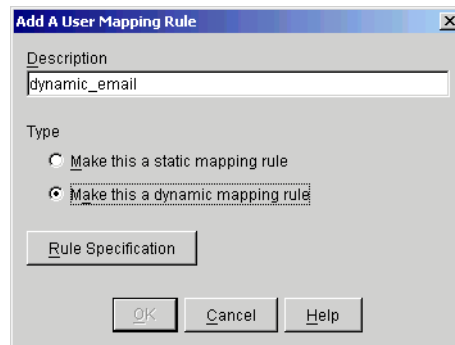 Add A User Mapping Rule
Description
dynamic_email
Type
Make this a static mapping rule
Make this a dynamic mapping rule
Rule Specification
OK
Cancel
Help